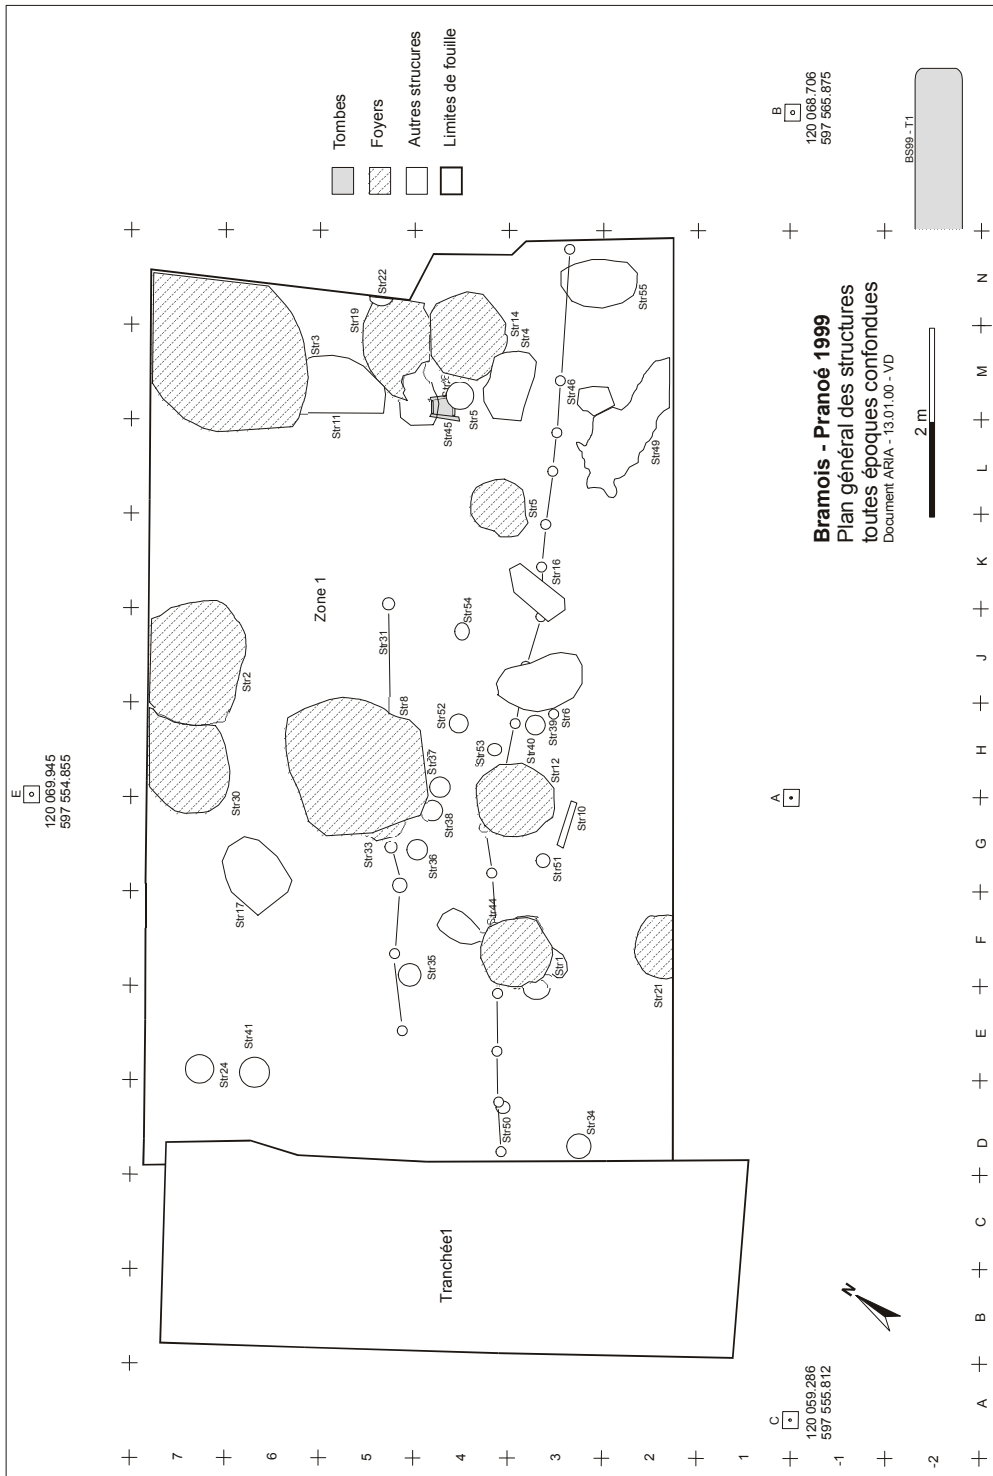 E
120 069.945
597 554.855
Tombes
Foyers
Autres strucures
Limites de fouille
B
120 068.706
597 565.875
BS99 - T1
Str22
Str19
Str3
Str14
Str4
Str11
Str45
Str5
Str55
Str46
Str49
Str5
Zone 1
Str16
Str31
Str54
Str2
Str8
Str52
Str6
Str39
Str40
Str53
Str37
Str12
Str30
Str38
Str10
Str33
Str36
Str51
Str17
Str44
Str35
Str1
Str21
Str41
Str24
Str50
Str34
Tranchée1
Bramois - Pranoé 1999
Plan général des structures
toutes époques confondues
Document ARIA - 13.01.00 - VD
2 m
A
N
C
120 059.286
597 555.812
7
6
5
4
3
2
1
-1
-2
A
B
C
D
E
F
G
H
J
K
L
M
N